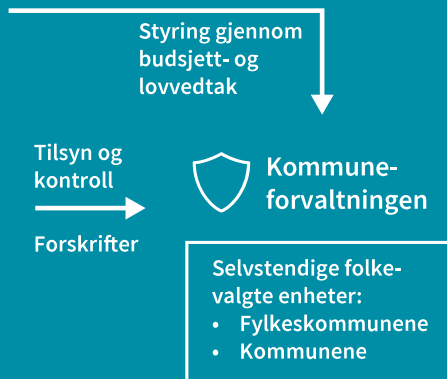 Styring gjennom
budsjett- og
lovvedtak
Tilsyn og
kontroll
Forskrifter
Kommune-
forvaltningen
Selvstendige folke-
valgte enheter:
• Fylkeskommunene
• Kommunene